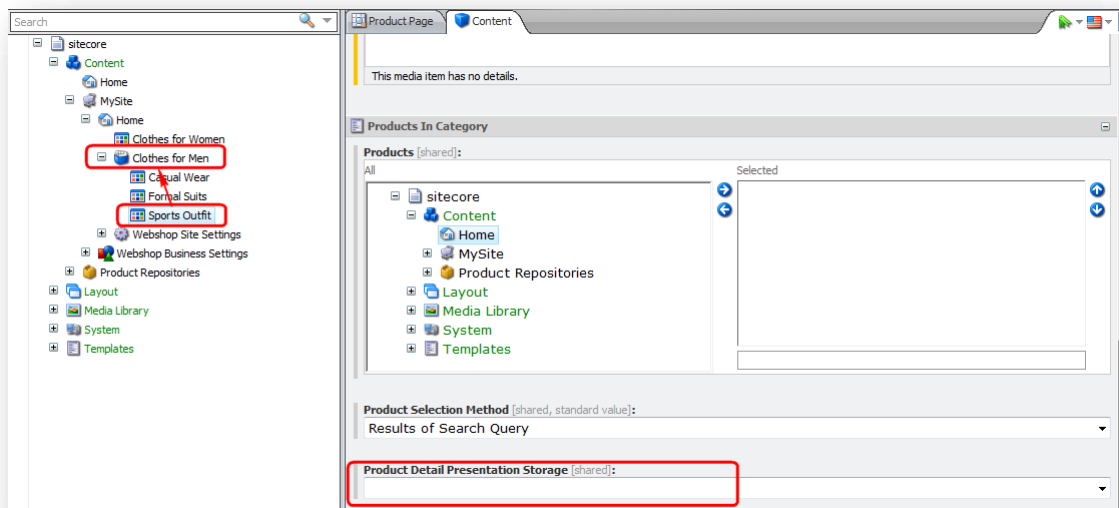 Search
sitecore
Content
Home
MySite
Home
Clothes for Women
Clothes for Men
Casual Wear
Formal Suits
Sports Outfit
Webshop Site Settings
Webshop Business Settings
Product Repositories
Layout
Media Library
System
Templates
Product Page
Content
This media item has no details.
Products In Category
Products [shared]:
All
Selected
sitecore
Content
Home
MySite
Product Repositories
Layout
Media Library
System
Templates
Product Selection Method [shared, standard value]:
Results of Search Query
Product Detail Presentation Storage [shared]: